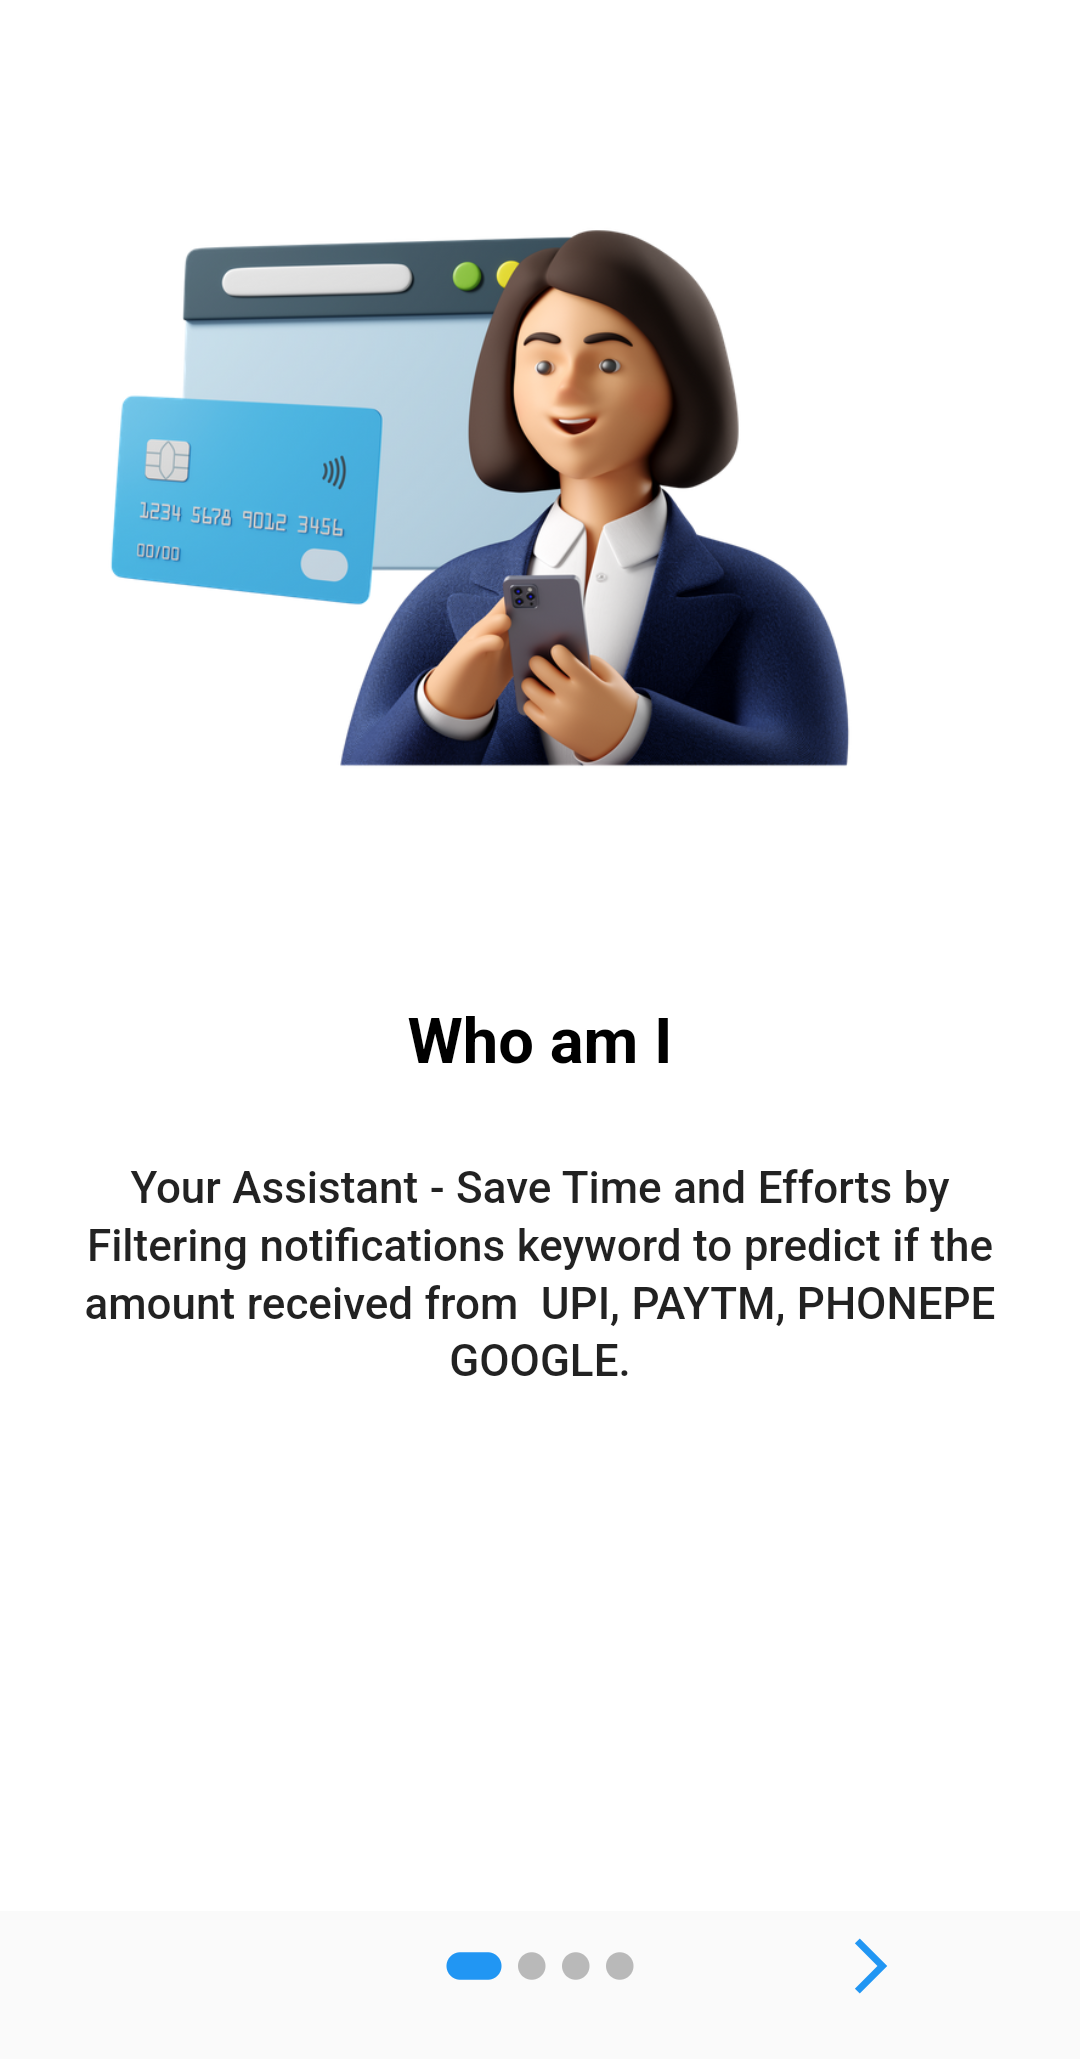 1234 5678 9012 3456
00/00
Who am I
Your Assistant - Save Time and Efforts by
Filtering notifications keyword to predict if the
amount received from  UPI, PAYTM, PHONEPE
GOOGLE.